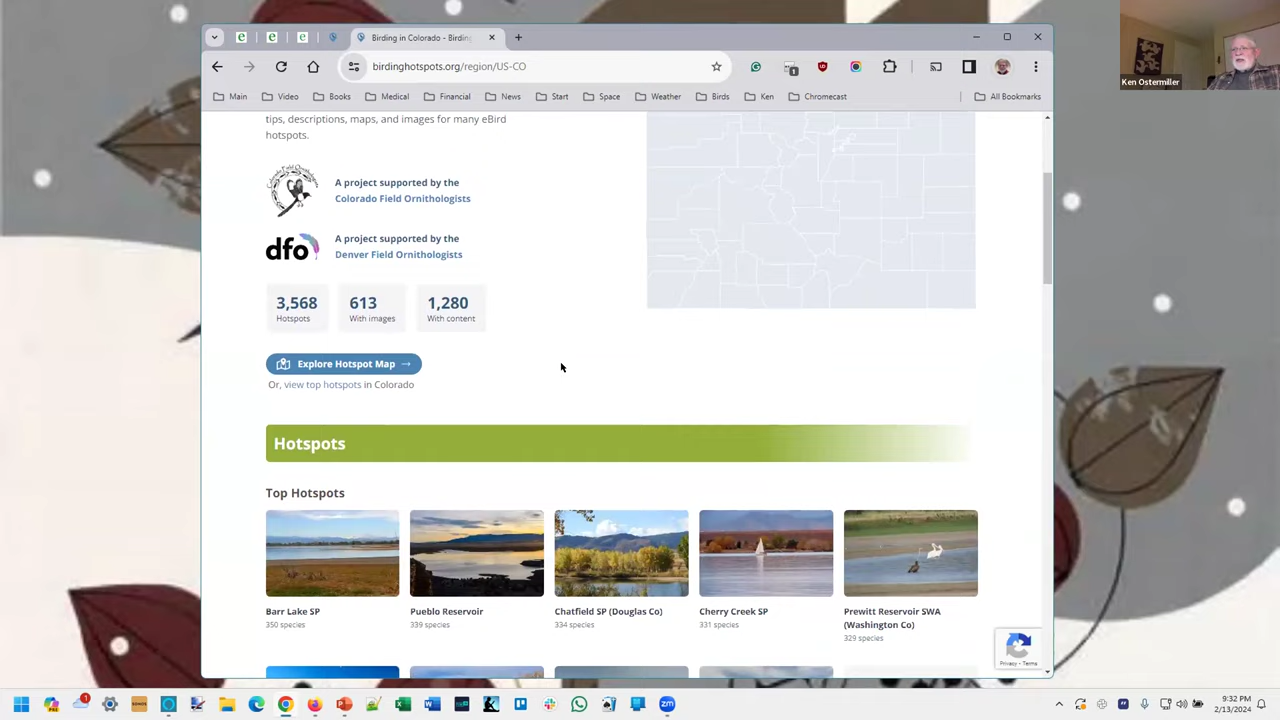 Birding in Colorado - Birding
birdinghotspots.org/region/US-CO
Ken Ostermiller
Main
Video
Books
Medical
Financial
News
Start
Space
Weather
Birds
Ken
Chromecast
All Bookmarks
tips, descriptions, maps, and images for many eBird
hotspots.
Colorado Field Ornithologists
A project supported by the
Colorado Field Ornithologists
dfo
A project supported by the
Denver Field Ornithologists
3,568
Hotspots
613
With images
1,280
With content
Explore Hotspot Map →
Or, view top hotspots in Colorado
Hotspots
Top Hotspots
Barr Lake SP
350 species
Pueblo Reservoir
339 species
Chatfield SP (Douglas Co)
334 species
Cherry Creek SP
331 species
Prewitt Reservoir SWA
(Washington Co)
329 species
Privacy - Terms
9:32 PM
2/13/2024